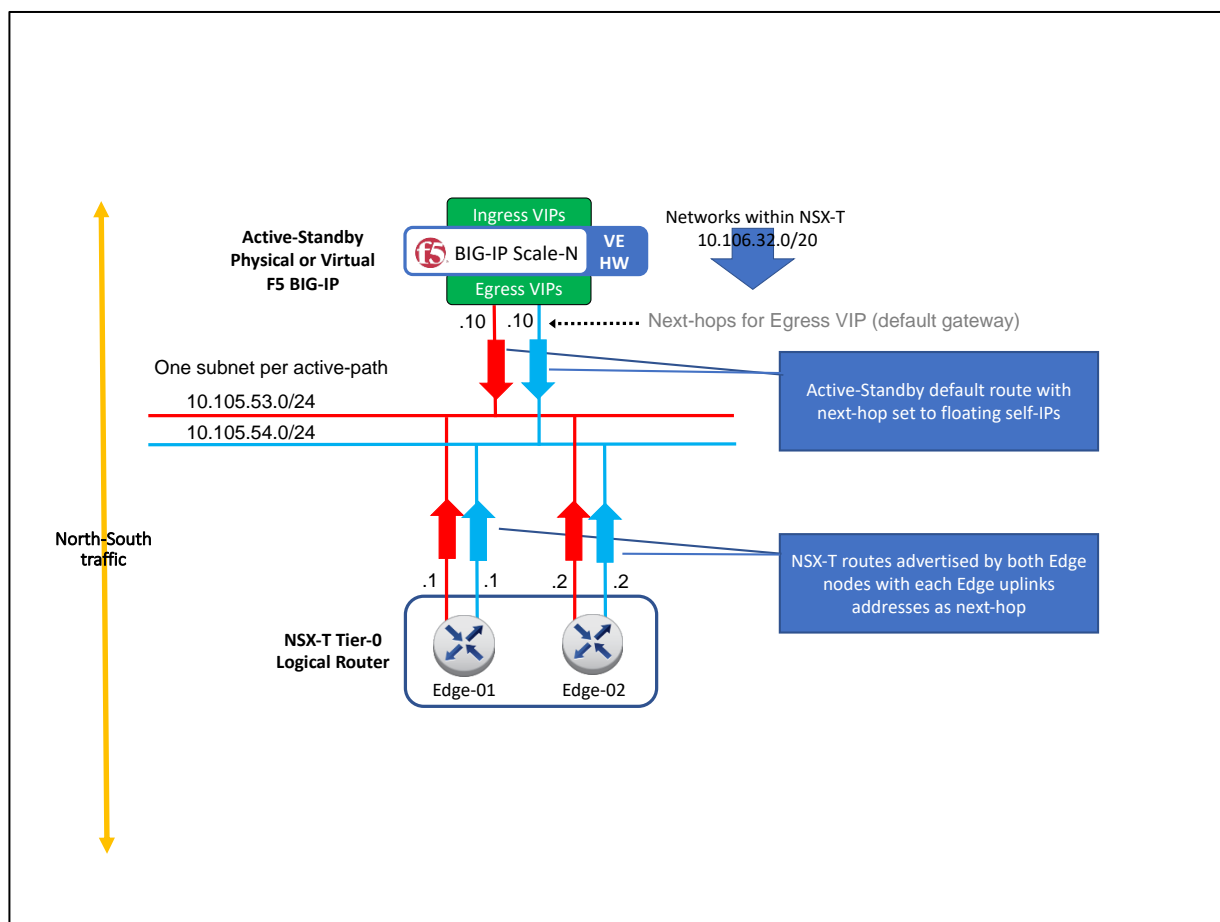 Ingress VIPs
Active-Standby
Physical or Virtual
F5 BIG-IP
f5
BIG-IP Scale-N
VE
HW
Egress VIPs
Networks within NSX-T
10.106.32.0/20
.10
.10
Next-hops for Egress VIP (default gateway)
One subnet per active-path
10.105.53.0/24
10.105.54.0/24
Active-Standby default route with
next-hop set to floating self-IPs
North-South
traffic
.1
.1
.2
.2
NSX-T routes advertised by both Edge
nodes with each Edge uplinks
addresses as next-hop
NSX-T Tier-0
Logical Router
Edge-01
Edge-02